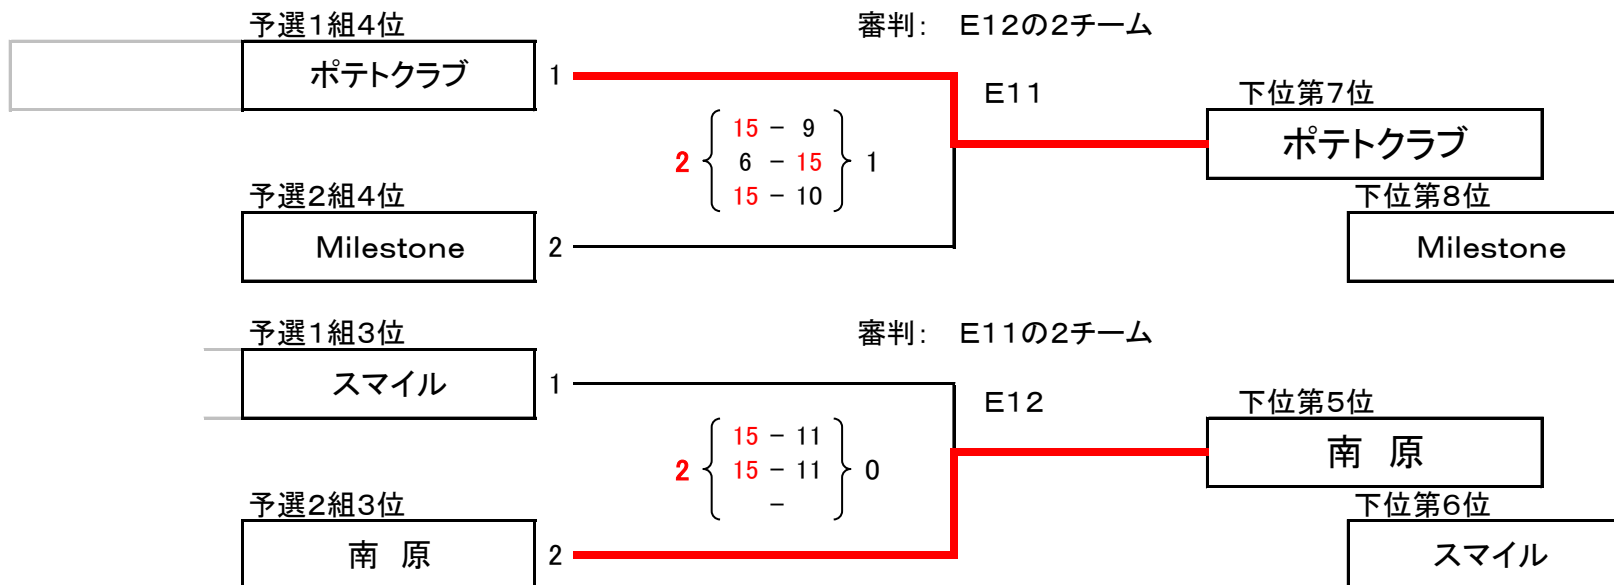 予選1組4位
審判： E12の2チーム
ポテトクラブ
1
E11
下位第7位
15 - 9
ポテトクラブ
2 6 - 15 1
15 - 10
予選2組4位
下位第8位
Milestone
2
Milestone
予選1組3位
審判： E11の2チーム
スマイル
1
E12
下位第5位
15 - 11
南 原
2 15 - 11 0
-
予選2組3位
下位第6位
南 原
2
スマイル